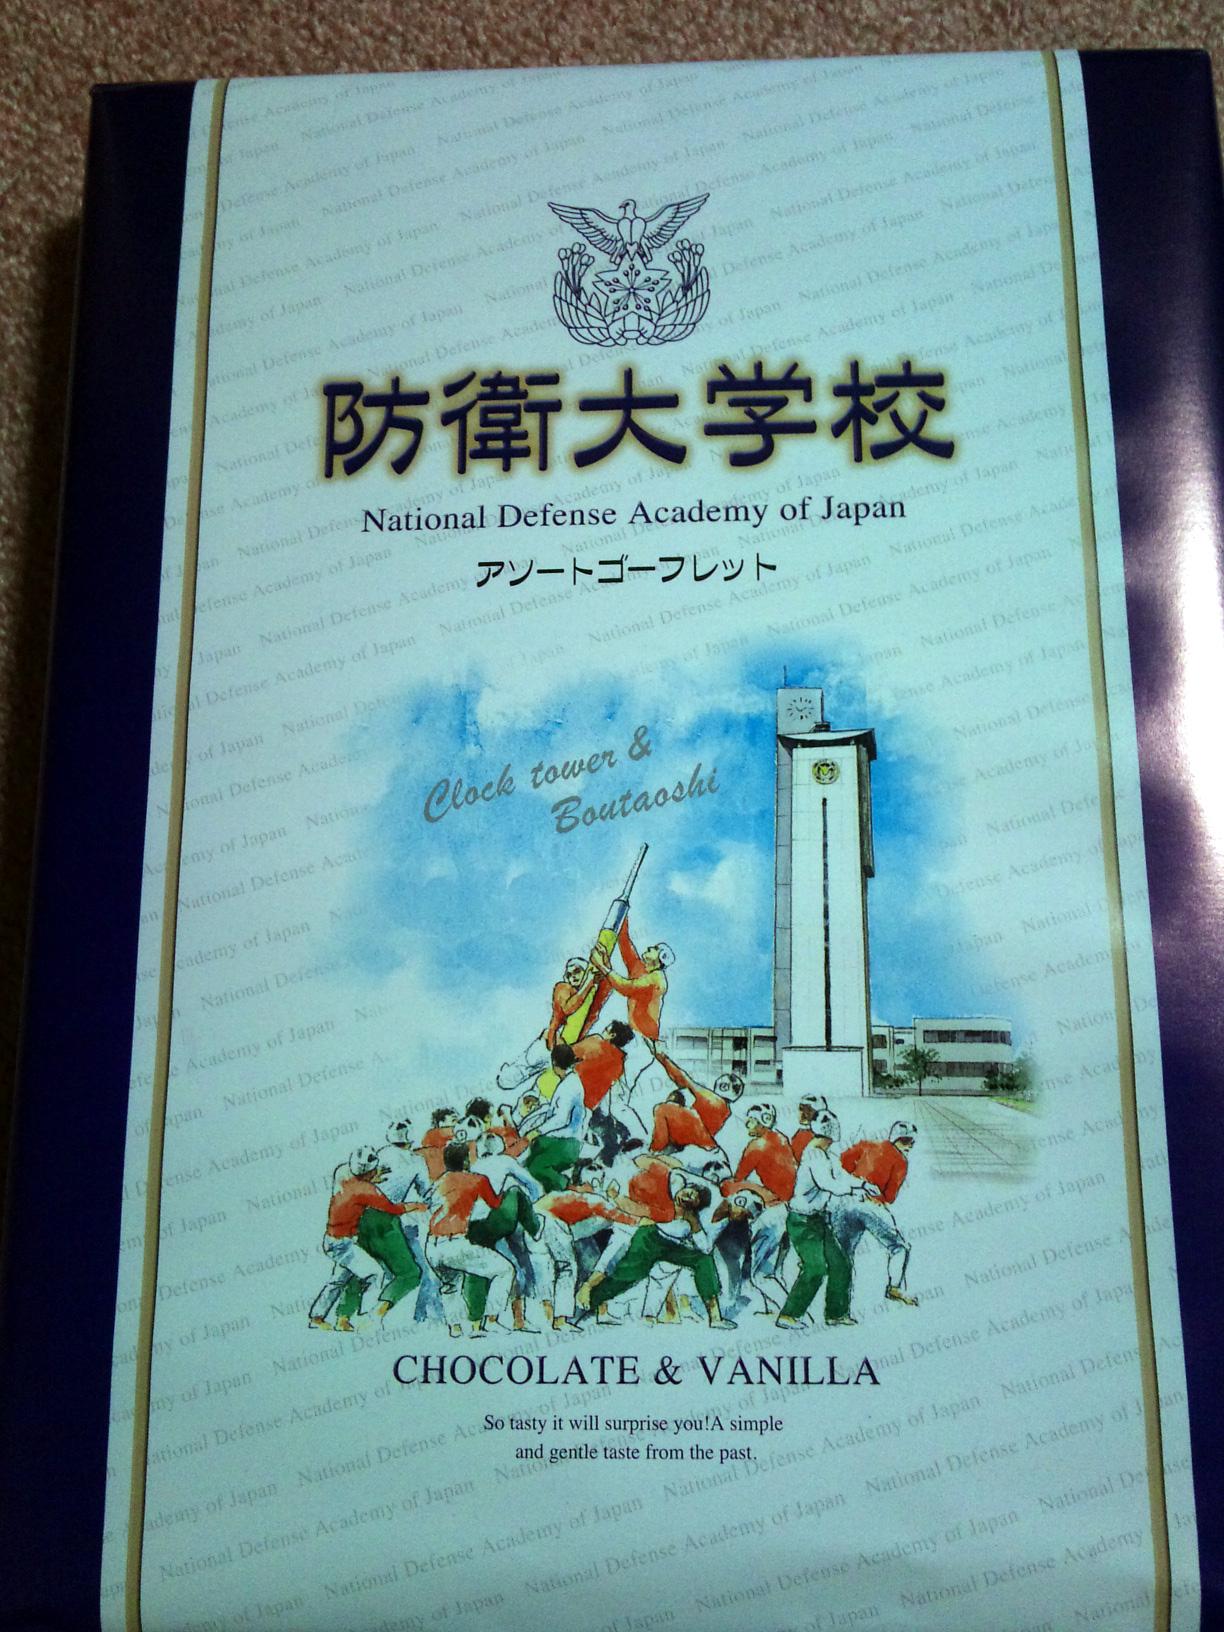 防衛大学校
National Defense Academy of Japan
アソートゴーフレット
Clock tower &
Boutaoshi
CHOCOLATE & VANILLA
So tasty it will surprise you!A simple
and gentle taste from the past.